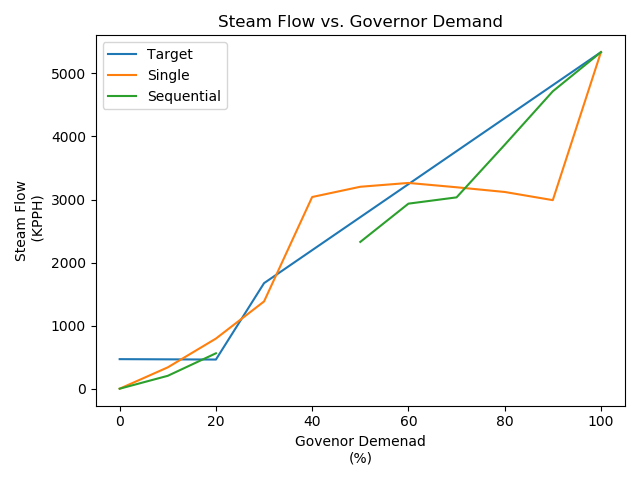 Steam Flow vs. Governor Demand
Target
Single
Sequential
5000
4000
3000
2000
1000
0
Steam Flow
(KPPH)
0
20
40
60
80
100
Govenor Demenad
(%)